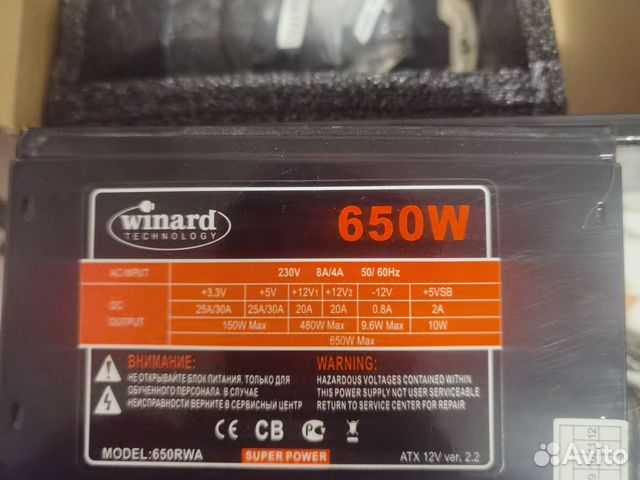 winard
TECHNOLOGY
650W
AC INPUT 230V 8A/4A 50/ 60Hz
DC OUTPUT +3.3V +5V +12V1 +12V2 -12V +5VSB
25A/30A 25A/30A 20A 20A 0.8A 2A
150W Max 480W Max 9.6W Max 10W
650W Max
ВНИМАНИЕ:
НЕ ОТКРЫВАЙТЕ БЛОК ПИТАНИЯ. ТОЛЬКО ДЛЯ
ОБУЧЕННОГО ПЕРСОНАЛА. В СЛУЧАЕ
НЕИСПРАВНОСТИ ВЕРНИТЕ В СЕРВИСНЫЙ ЦЕНТР
WARNING:
HAZARDOUS VOLTAGES CONTAINED WITHIN
THIS POWER SUPPLY NOT USER SERVICEABLE
RETURN TO SERVICE CENTER FOR REPAIR
CE CB
MODEL:650RWA
SUPER POWER
ATX 12V ver. 2.2
11 12
9
Avito